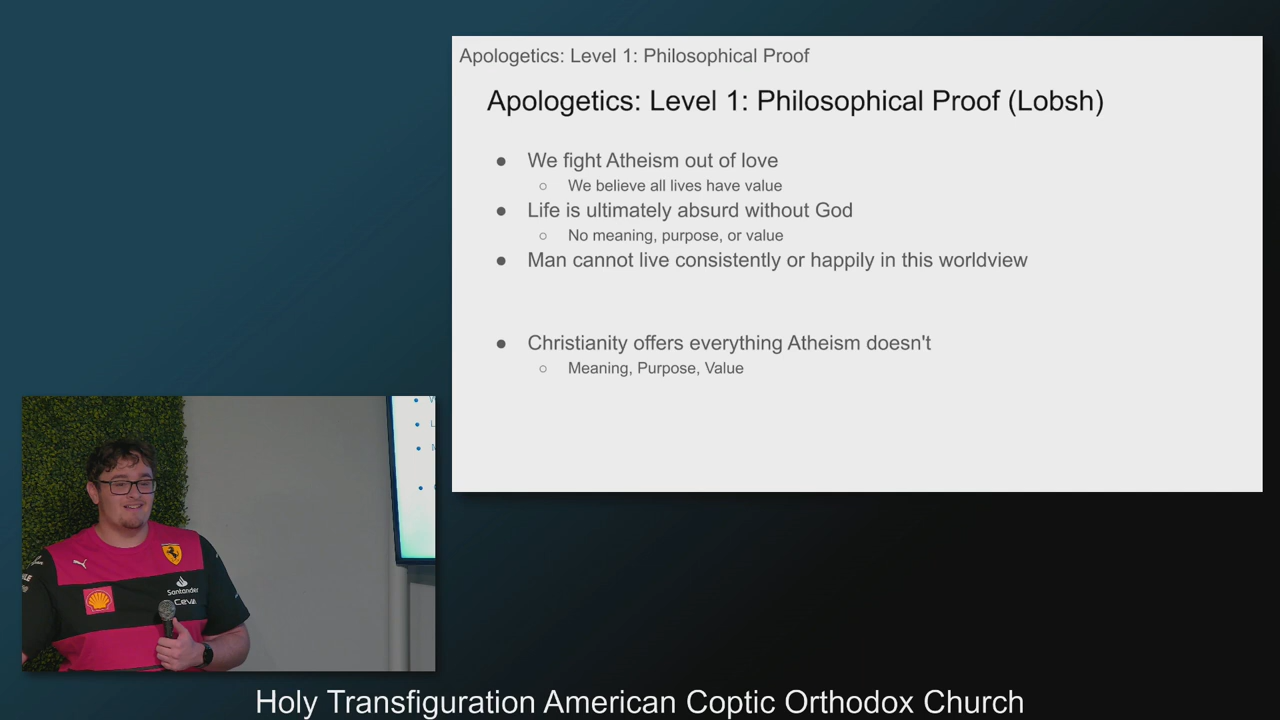 Apologetics: Level 1: Philosophical Proof
Apologetics: Level 1: Philosophical Proof (Lobsh)
● We fight Atheism out of love
○ We believe all lives have value
● Life is ultimately absurd without God
○ No meaning, purpose, or value
● Man cannot live consistently or happily in this worldview
● Christianity offers everything Atheism doesn't
○ Meaning, Purpose, Value
Santander
Ceva
Holy Transfiguration American Coptic Orthodox Church